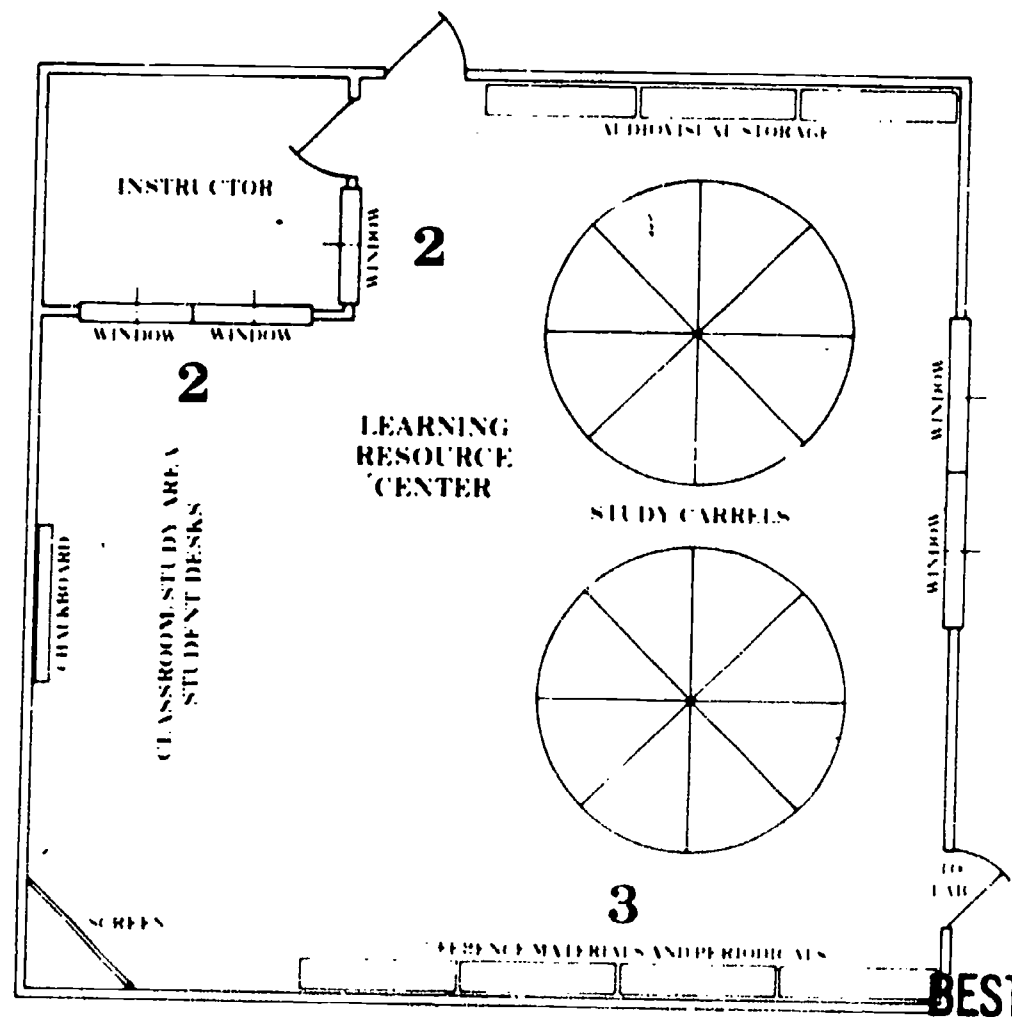 AUDIOVISUAL STORAGE
INSTRUCTOR
WINDOW
2
WINDOW WINDOW
2
LEARNING
RESOURCE
CENTER
WINDOW
STUDY CARRELS
WINDOW
CLASSROOM STUDY AREA
STUDENT DESKS
CHALKBOARD
TO
LAB
3
SCREEN
MATERIALS AND PERIODICALS
BEST